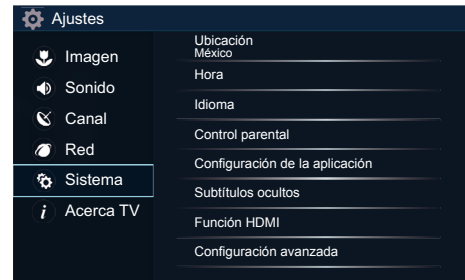 Ajustes
Imagen
Sonido
Canal
Red
Sistema
i Acerca TV
Ubicación
México
Hora
Idioma
Control parental
Configuración de la aplicación
Subtítulos ocultos
Función HDMI
Configuración avanzada